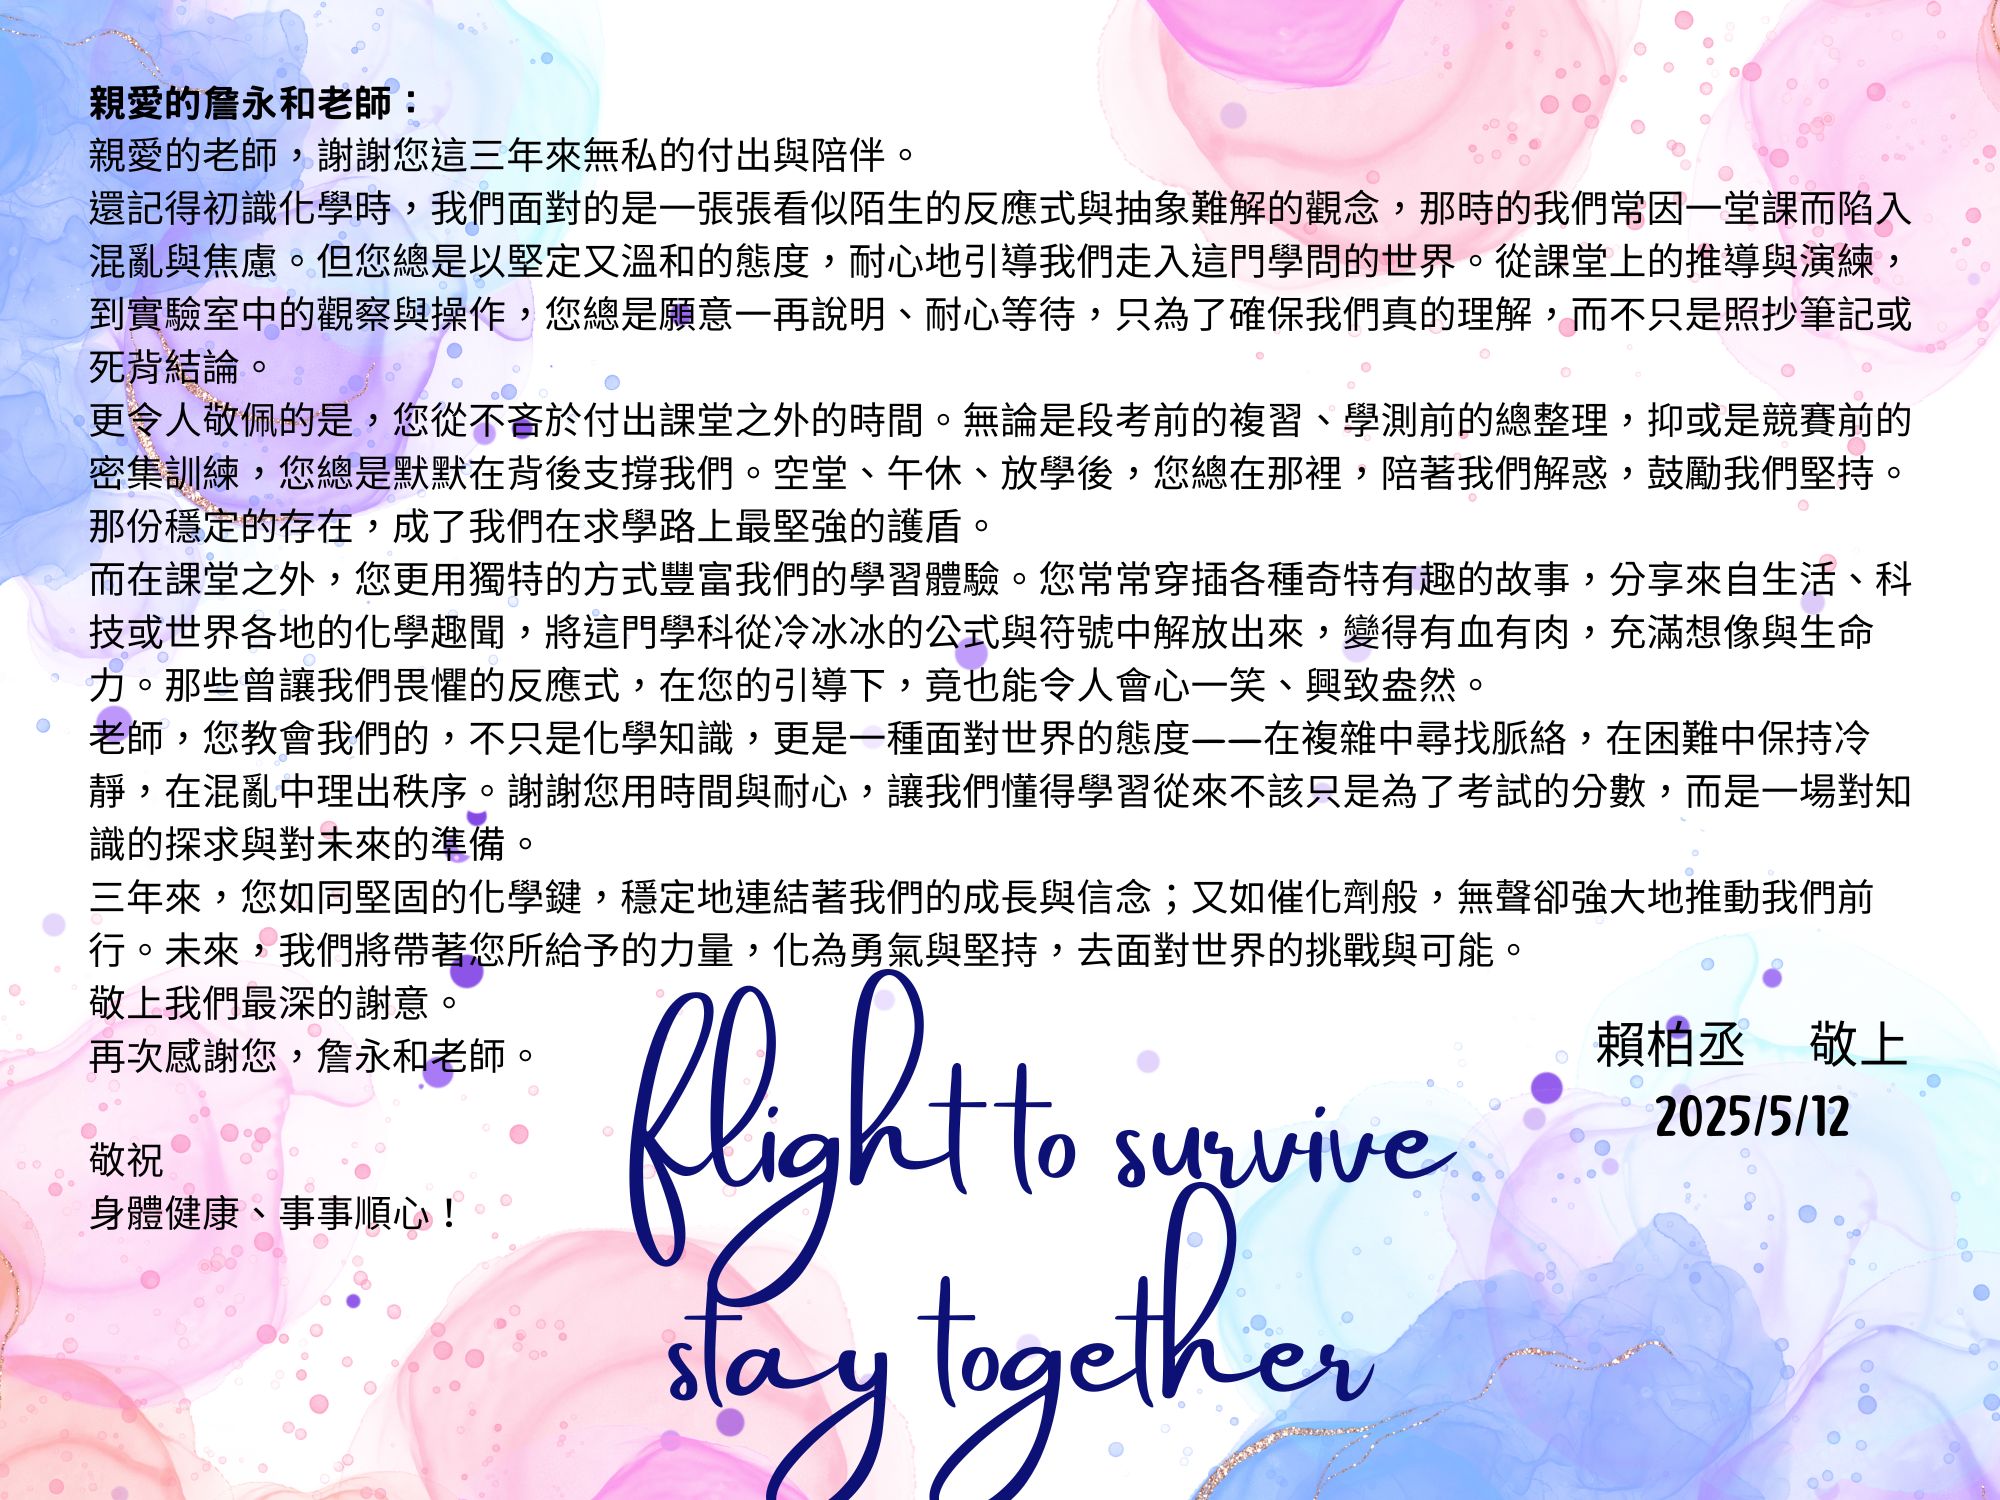 親愛的詹永和老師：
親愛的老師，謝謝您這三年來無私的付出與陪伴。
還記得初識化學時，我們面對的是一張張看似陌生的反應式與抽象難解的觀念，那時的我們常因一堂課而陷入
混亂與焦慮。但您總是以堅定又溫和的態度，耐心地引導我們走入這門學問的世界。從課堂上的推導與演練，
到實驗室中的觀察與操作，您總是願意一再說明、耐心等待，只為了確保我們真的理解，而不只是照抄筆記或
死背結論。
更令人敬佩的是，您從不吝於付出課堂之外的時間。無論是段考前的複習、學測前的總整理，抑或是競賽前的
密集訓練，您總是默默在背後支撐我們。空堂、午休、放學後，您總在那裡，陪著我們解惑，鼓勵我們堅持。
那份穩定的存在，成了我們在求學路上最堅強的護盾。
而在課堂之外，您更用獨特的方式豐富我們的學習體驗。您常常穿插各種奇特有趣的故事，分享來自生活、科
技或世界各地的化學趣聞，將這門學科從冷冰冰的公式與符號中解放出來，變得有血有肉，充滿想像與生命
力。那些曾讓我們畏懼的反應式，在您的引導下，竟也能令人會心一笑、興致盎然。
老師，您教會我們的，不只是化學知識，更是一種面對世界的態度——在複雜中尋找脈絡，在困難中保持冷
靜，在混亂中理出秩序。謝謝您用時間與耐心，讓我們懂得學習從來不該只是為了考試的分數，而是一場對知
識的探求與對未來的準備。
三年來，您如同堅固的化學鍵，穩定地連結著我們的成長與信念；又如催化劑般，無聲卻強大地推動我們前
行。未來，我們將帶著您所給予的力量，化為勇氣與堅持，去面對世界的挑戰與可能。
敬上我們最深的謝意。
再次感謝您，詹永和老師。
敬祝
身體健康、事事順心！
flight to survive
stay together
賴柏丞 敬上
2025/5/12